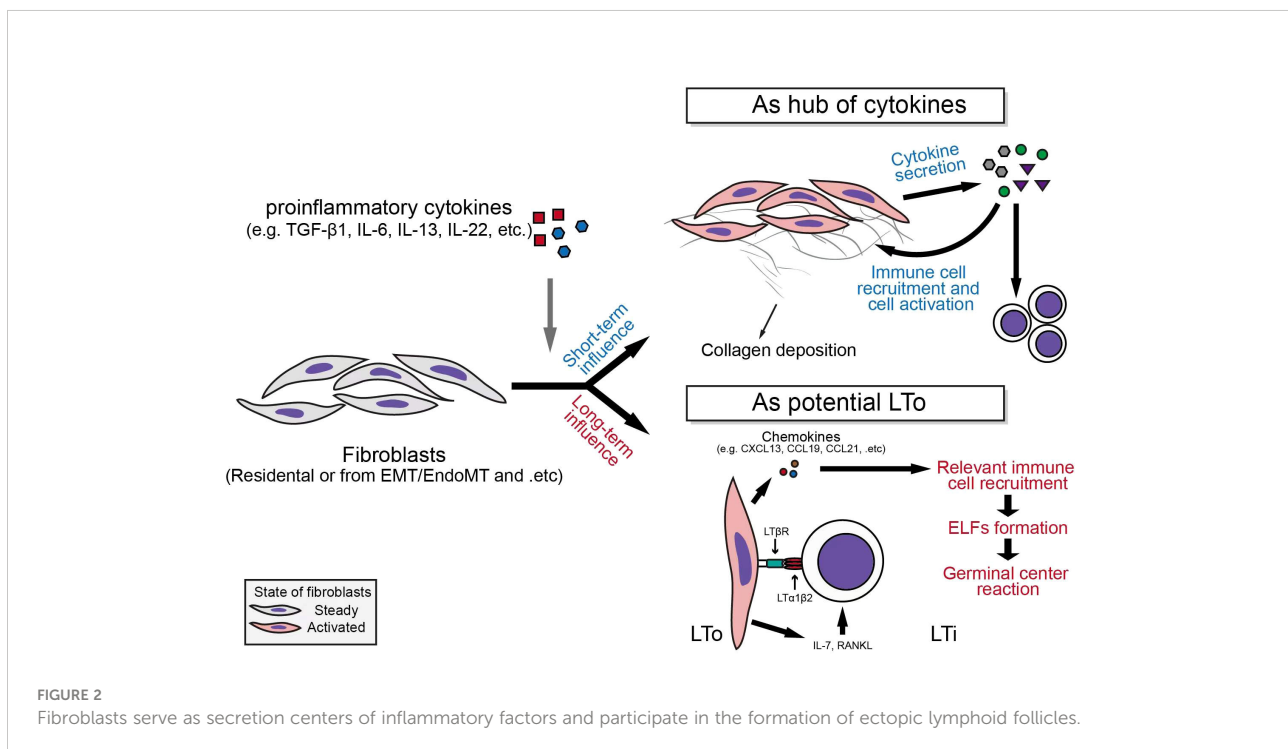 As hub of cytokines
Cytokine
secretion
proinflammatory cytokines
(e.g. TGF-β1, IL-6, IL-13, IL-22, etc.)
Immune cell
recruitment and
cell activation
Short-term
influence
Collagen deposition
Long-term
influence
Fibroblasts
(Residental or from EMT/EndoMT and .etc)
As potential LTo
Chemokines
(e.g. CXCL13, CCL19, CCL21, .etc)
Relevant immune
cell recruitment
ELFs formation
Germinal center
reaction
LTβR
LTα1β2
LTo
IL-7, RANKL
LTi
State of fibroblasts
Steady
Activated
FIGURE 2
Fibroblasts serve as secretion centers of inflammatory factors and participate in the formation of ectopic lymphoid follicles.